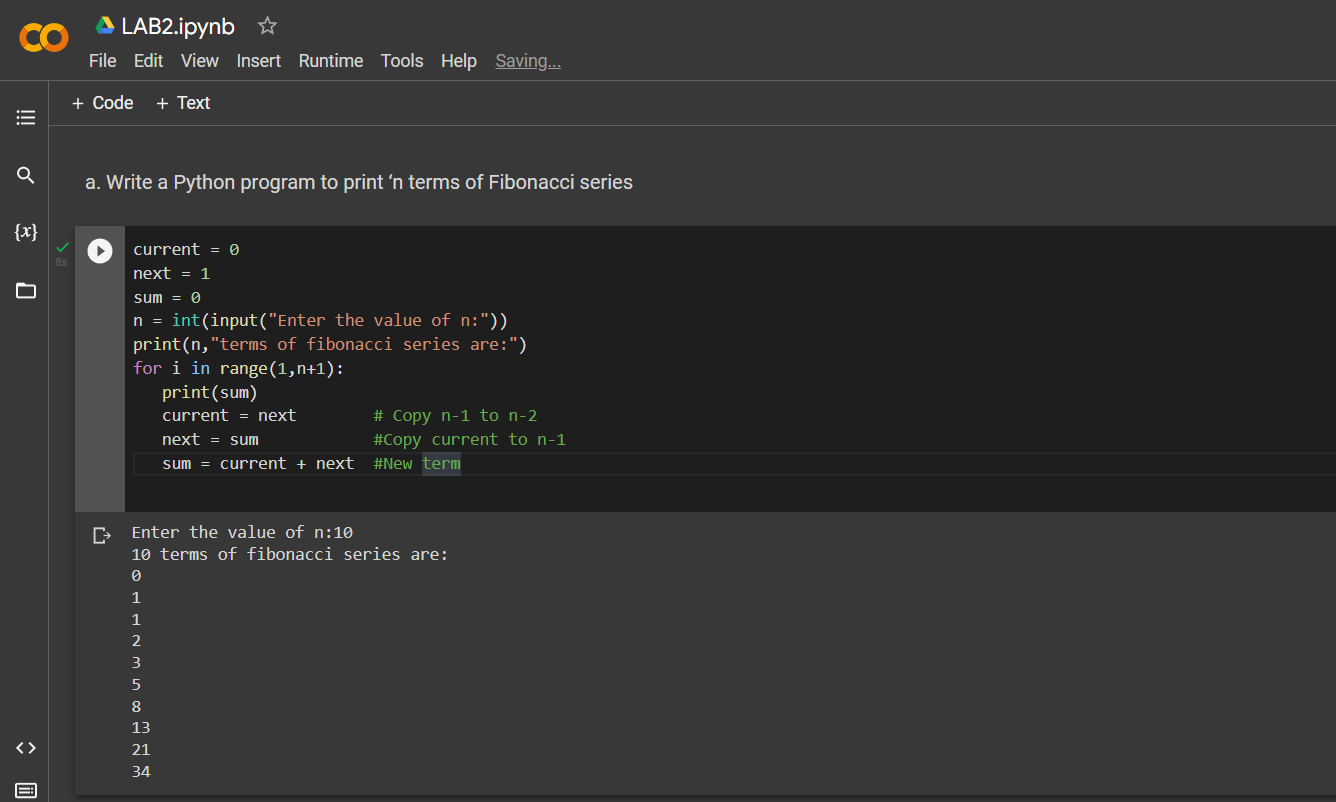 LAB2.ipynb
File Edit View Insert Runtime Tools Help Saving...
+ Code + Text
a. Write a Python program to print ‘n terms of Fibonacci series
{x}
8s
current = 0
next = 1
sum = 0
n = int(input("Enter the value of n:"))
print(n,"terms of fibonacci series are:")
for i in range(1,n+1):
   print(sum)
   current = next        # Copy n-1 to n-2
   next = sum            #Copy current to n-1
   sum = current + next  #New term
Enter the value of n:10
10 terms of fibonacci series are:
0
1
1
2
3
5
8
13
21
34